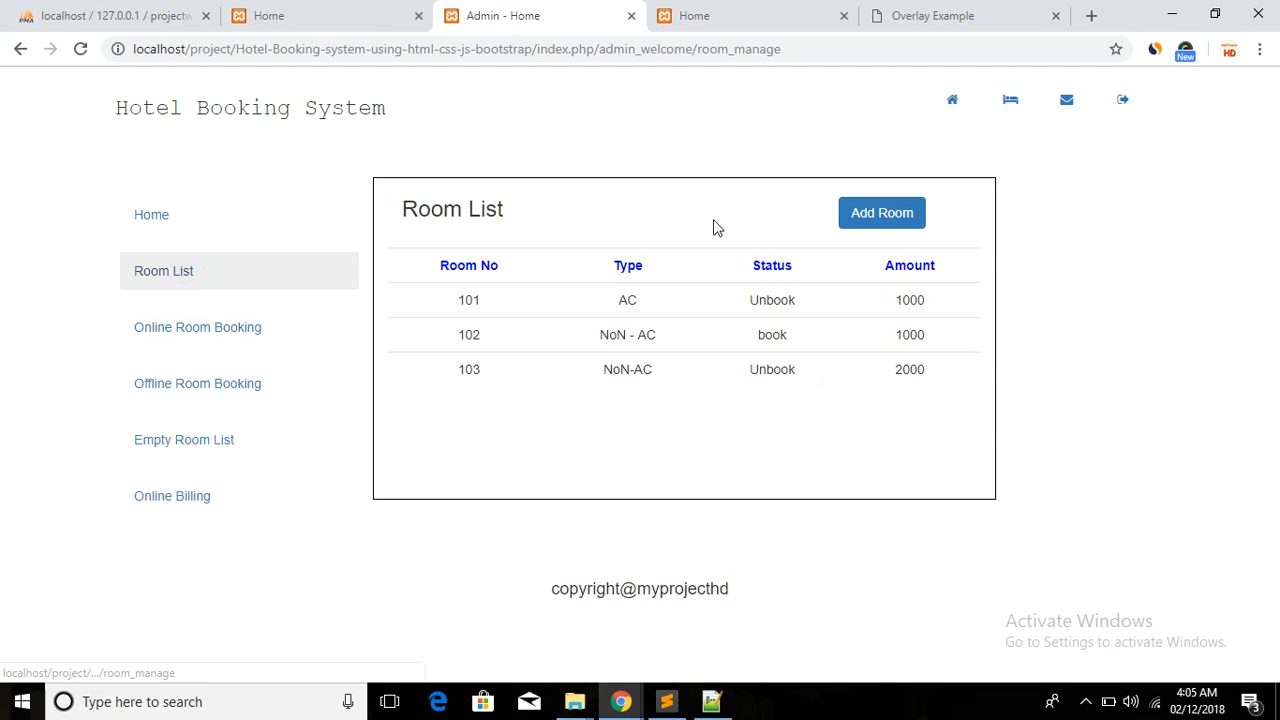 localhost / 127.0.0.1 / projectw
Home
Admin - Home
Home
Overlay Example
localhost/project/Hotel-Booking-system-using-html-css-js-bootstrap/index.php/admin_welcome/room_manage
New
HD
Hotel Booking System
Home
Room List
Online Room Booking
Offline Room Booking
Empty Room List
Online Billing
Room List
Add Room
Room No Type Status Amount
101 AC Unbook 1000
102 NoN - AC book 1000
103 NoN-AC Unbook 2000
copyright@myprojecthd
Activate Windows
Go to Settings to activate Windows.
localhost/project/.../room_manage
Type here to search
4:05 AM
02/12/2018
3